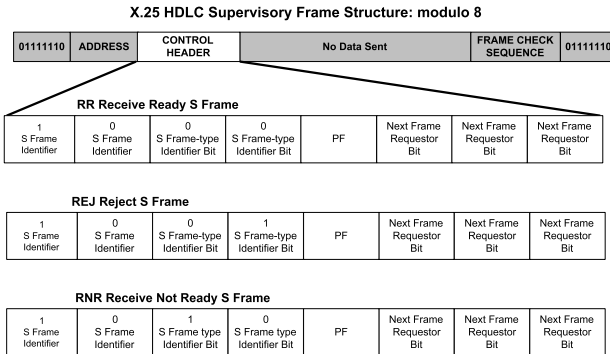 X.25 HDLC Supervisory Frame Structure: modulo 8
01111110 ADDRESS CONTROL HEADER No Data Sent FRAME CHECK SEQUENCE 01111110
RR Receive Ready S Frame
1 0 0 0 PF Next Frame Next Frame Next Frame
S Frame S Frame S Frame-type S Frame-type Requestor Requestor Requestor
Identifier Identifier Identifier Bit Identifier Bit Bit Bit Bit
REJ Reject S Frame
1 0 0 1 PF Next Frame Next Frame Next Frame
S Frame S Frame S Frame-type S Frame-type Requestor Requestor Requestor
Identifier Identifier Identifier Bit Identifier Bit Bit Bit Bit
RNR Receive Not Ready S Frame
1 0 1 0 PF Next Frame Next Frame Next Frame
S Frame S Frame S Frame type S Frame type Requestor Requestor Requestor
Identifier Identifier Identifier Bit Identifier Bit Bit Bit Bit